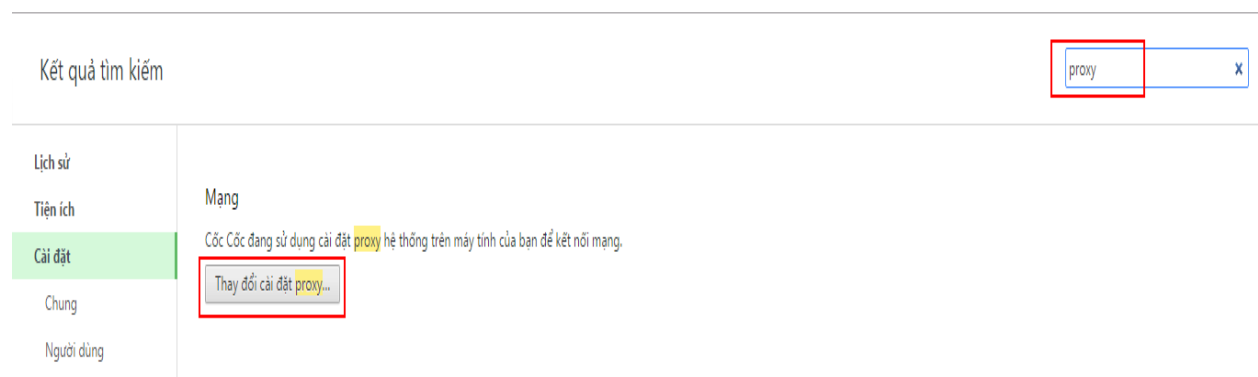 Kết quả tìm kiếm
proxy
Lịch sử
Tiện ích
Cài đặt
Chung
Người dùng
Mạng
Cốc Cốc đang sử dụng cài đặt proxy hệ thống trên máy tính của bạn để kết nối mạng.
Thay đổi cài đặt proxy...